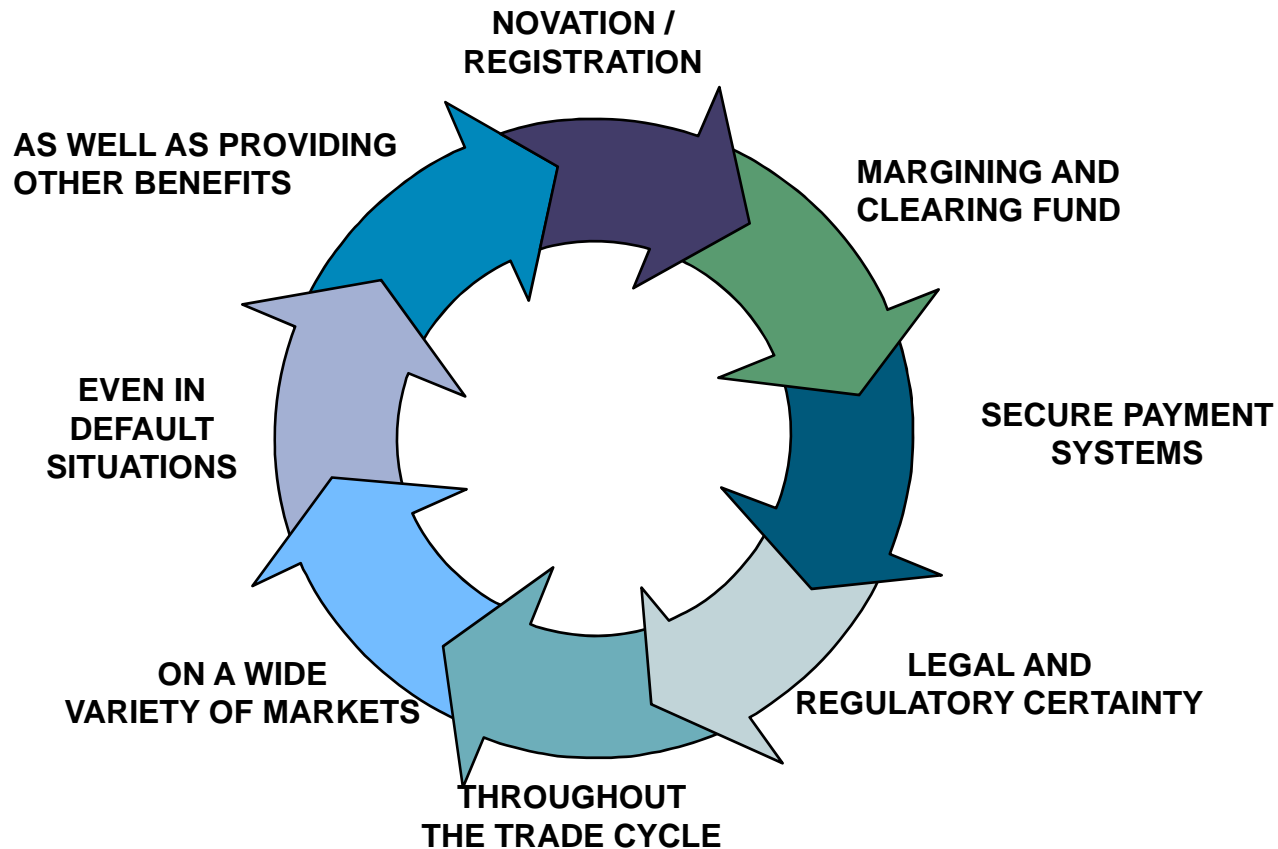 NOVATION /
REGISTRATION
MARGINING AND
CLEARING FUND
SECURE PAYMENT
SYSTEMS
LEGAL AND
REGULATORY CERTAINTY
THROUGHOUT
THE TRADE CYCLE
ON A WIDE
VARIETY OF MARKETS
EVEN IN
DEFAULT
SITUATIONS
AS WELL AS PROVIDING
OTHER BENEFITS